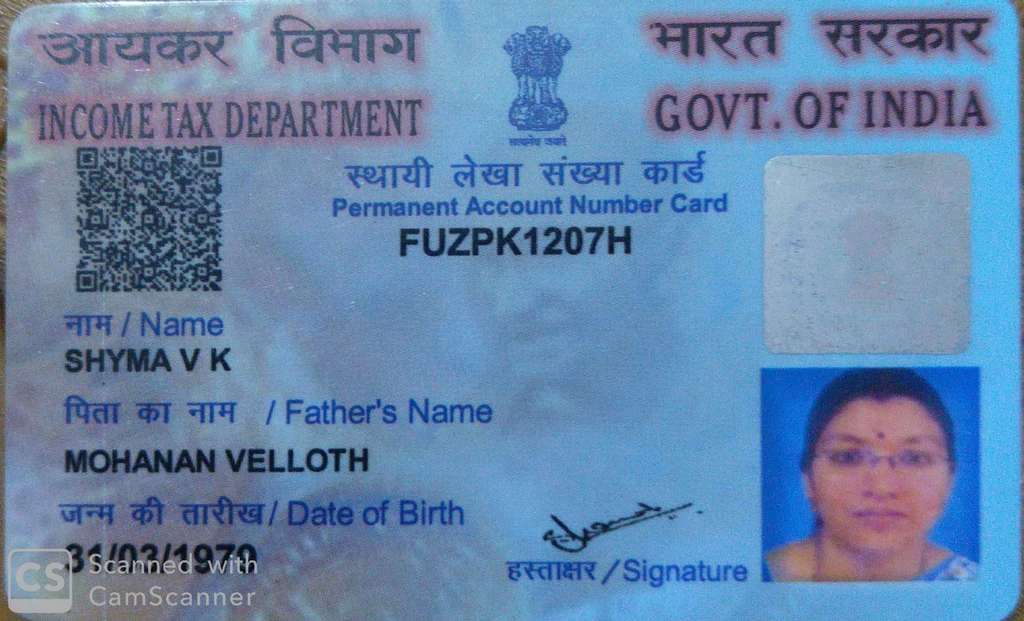 आयकर विभाग
INCOME TAX DEPARTMENT
भारत सरकार
GOVT. OF INDIA
सत्यमेव जयते
स्थायी लेखा संख्या कार्ड
Permanent Account Number Card
FUZPK1207H
नाम / Name
SHYMA V K
पिता का नाम / Father's Name
MOHANAN VELLOTH
जन्म की तारीख / Date of Birth
31/03/1979
हस्ताक्षर / Signature
CS Scanned with
CamScanner